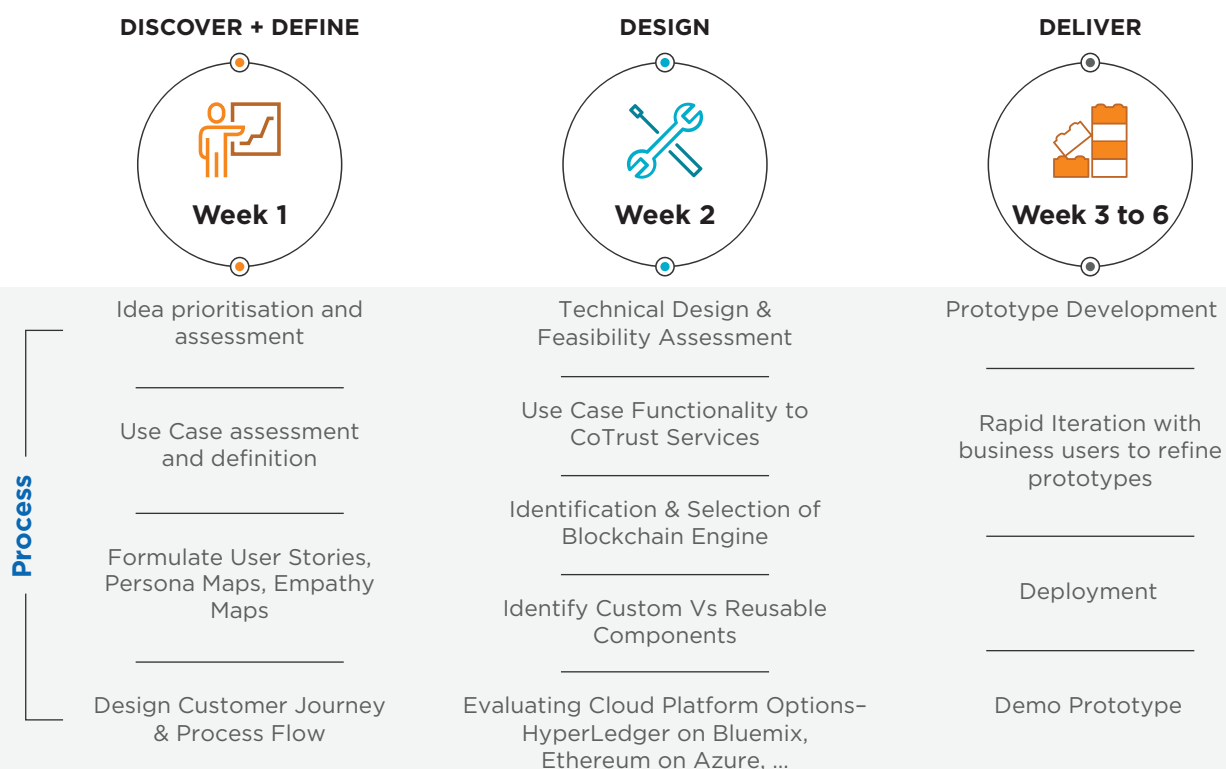 DISCOVER + DEFINE
Week 1
DESIGN
Week 2
DELIVER
Week 3 to 6
Process
Idea prioritisation and
assessment
Use Case assessment
and definition
Formulate User Stories,
Persona Maps, Empathy
Maps
Design Customer Journey
& Process Flow
Technical Design &
Feasibility Assessment
Use Case Functionality to
CoTrust Services
Identification & Selection of
Blockchain Engine
Identify Custom Vs Reusable
Components
Evaluating Cloud Platform Options–
HyperLedger on Bluemix,
Ethereum on Azure, ...
Prototype Development
Rapid Iteration with
business users to refine
prototypes
Deployment
Demo Prototype